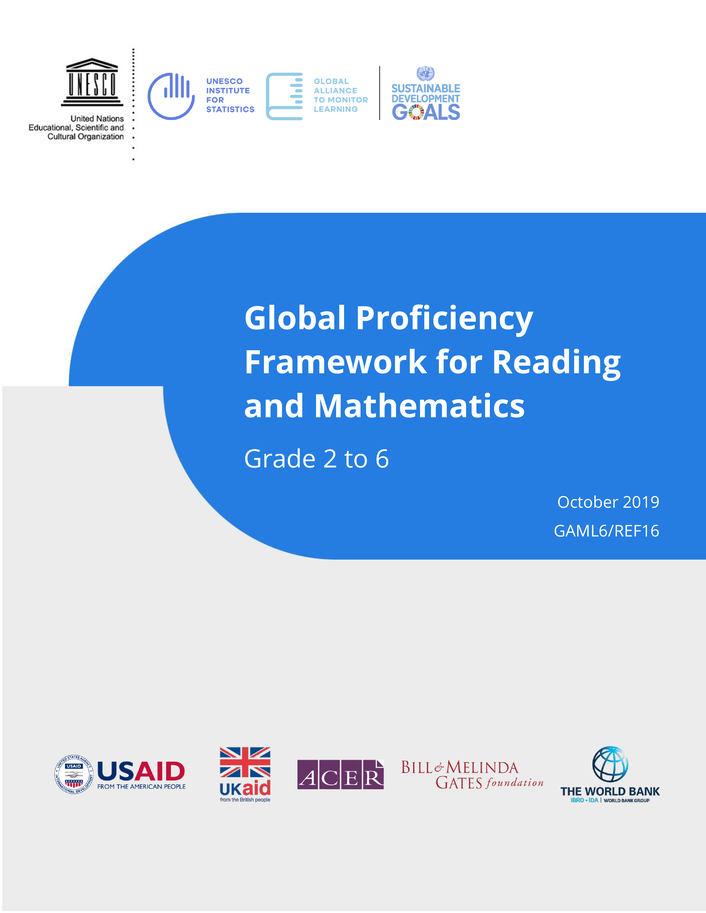 UNESCO
United Nations
Educational, Scientific and
Cultural Organization
UNESCO
INSTITUTE
FOR
STATISTICS
GLOBAL
ALLIANCE
TO MONITOR
LEARNING
SUSTAINABLE
DEVELOPMENT
GOALS
Global Proficiency
Framework for Reading
and Mathematics
Grade 2 to 6
October 2019
GAML6/REF16
USAID
USAID
FROM THE AMERICAN PEOPLE
UKaid
from the British people
ACER
BILL & MELINDA
GATES foundation
THE WORLD BANK
IBRD • IDA | WORLD BANK GROUP